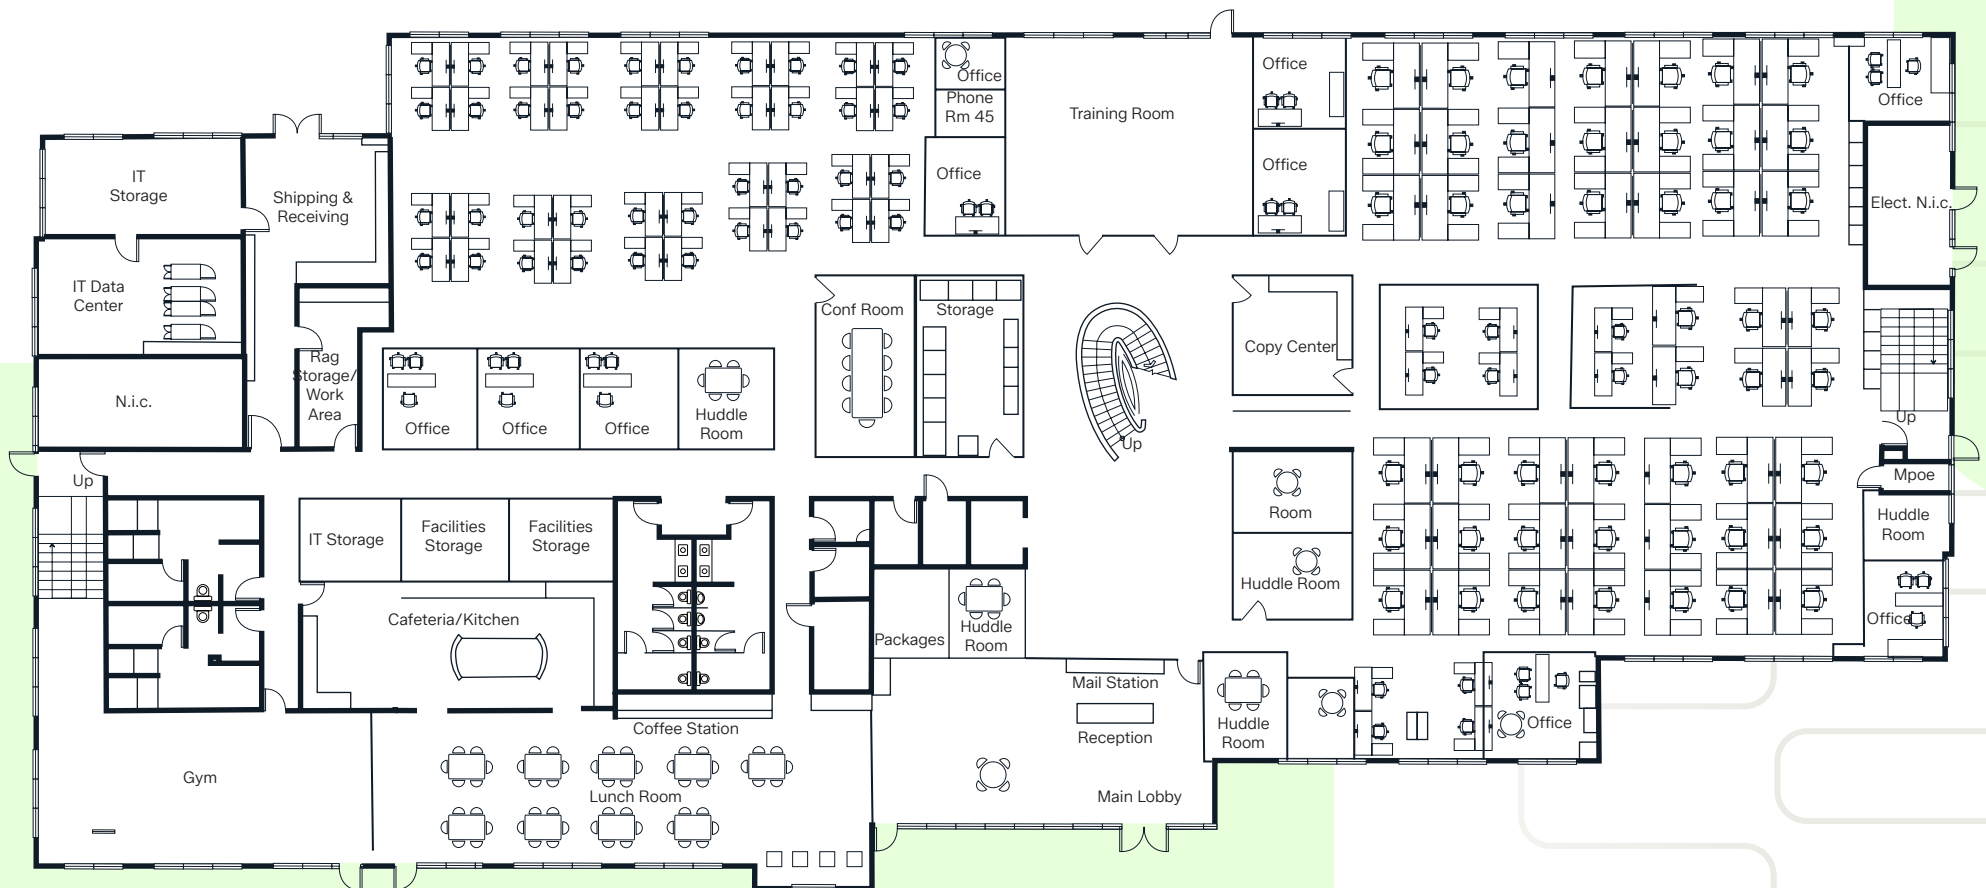 Office
Phone
Rm 45
Office
Training Room
Office
Office
Office
Elect. N.i.c.
IT
Storage
Shipping &
Receiving
IT Data
Center
N.i.c.
Rag
Storage/
Work
Area
Office
Office
Office
Huddle
Room
Conf Room
Storage
Up
Copy Center
Up
Mpoe
Huddle
Room
Office
Room
Huddle Room
Up
IT Storage
Facilities
Storage
Facilities
Storage
Cafeteria/Kitchen
Packages
Huddle
Room
Mail Station
Reception
Huddle
Room
Office
Coffee Station
Gym
Lunch Room
Main Lobby